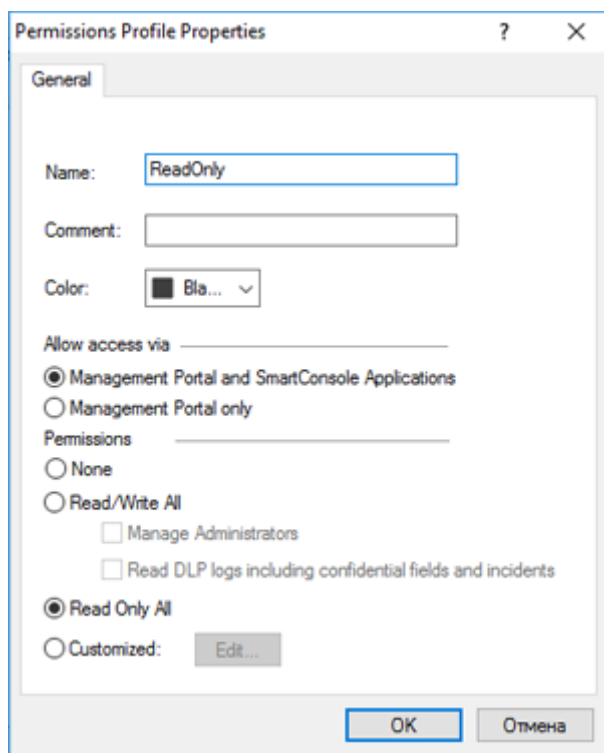 Permissions Profile Properties ? X
General
Name: ReadOnly
Comment:
Color: Bla...
Allow access via
Management Portal and SmartConsole Applications
Management Portal only
Permissions
None
Read/Write All
Manage Administrators
Read DLP logs including confidential fields and incidents
Read Only All
Customized: Edit...
OK Отмена